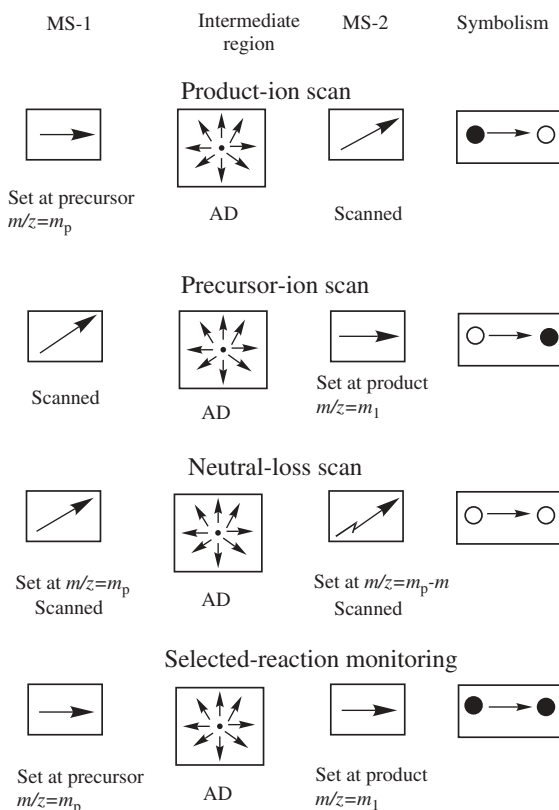 MS-1 Intermediate region MS-2 Symbolism
Product-ion scan
Set at precursor
m/z=mp
AD
Scanned
Precursor-ion scan
Scanned
AD
Set at product
m/z=m1
Neutral-loss scan
Set at m/z=mp
Scanned
AD
Set at m/z=mp-m
Scanned
Selected-reaction monitoring
Set at precursor
m/z=mp
AD
Set at product
m/z=m1